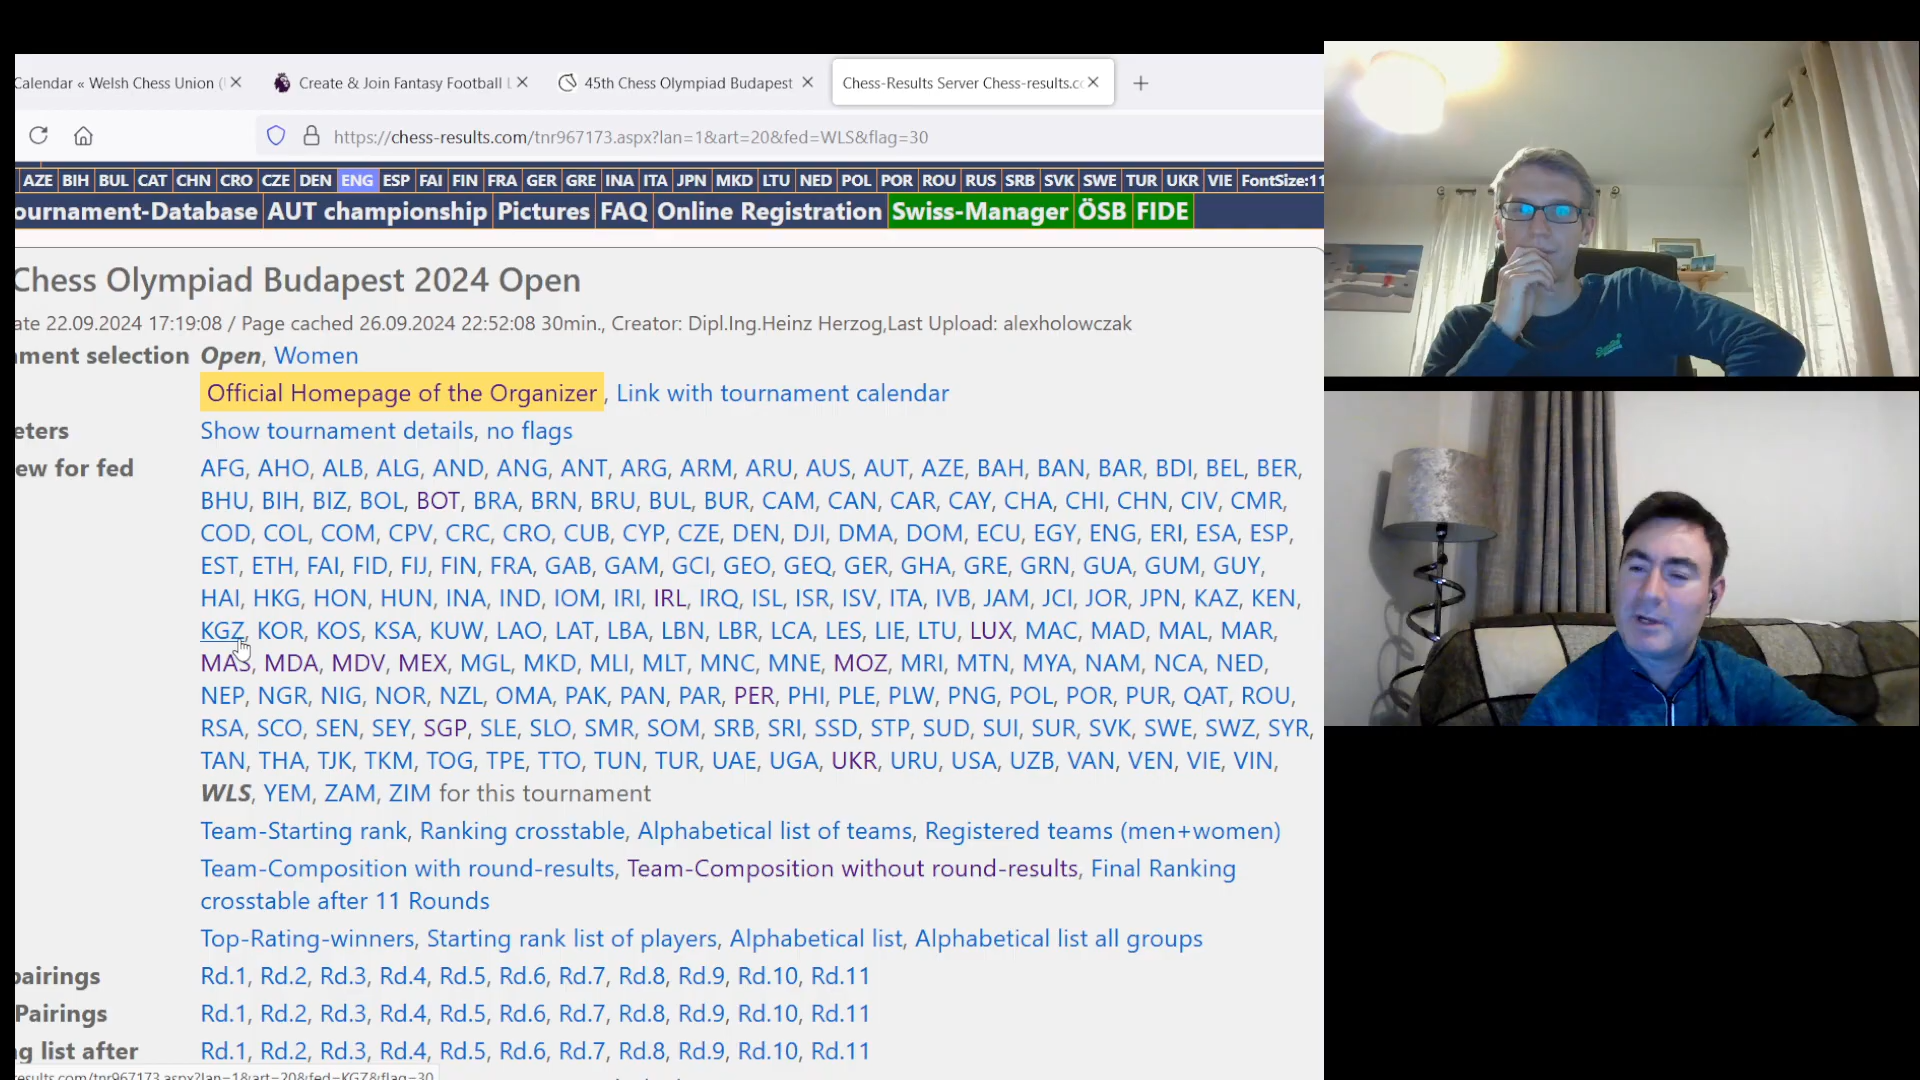 Calendar « Welsh Chess Union (
Create & Join Fantasy Football L
45th Chess Olympiad Budapest
Chess-Results Server Chess-results.co
https://chess-results.com/tnr967173.aspx?lan=1&art=20&fed=WLS&flag=30
AZE BIH BUL CAT CHN CRO CZE DEN ENG ESP FAI FIN FRA GER GRE INA ITA JPN MKD LTU NED POL POR ROU RUS SRB SVK SWE TUR UKR VIE FontSize:11
ournament-Database AUT championship Pictures FAQ Online Registration Swiss-Manager ÖSB FIDE
Chess Olympiad Budapest 2024 Open
ate 22.09.2024 17:19:08 / Page cached 26.09.2024 22:52:08 30min., Creator: Dipl.Ing.Heinz Herzog,Last Upload: alexholowczak
ament selection Open, Women
Official Homepage of the Organizer, Link with tournament calendar
eters Show tournament details, no flags
ew for fed AFG, AHO, ALB, ALG, AND, ANG, ANT, ARG, ARM, ARU, AUS, AUT, AZE, BAH, BAN, BAR, BDI, BEL, BER,
BHU, BIH, BIZ, BOL, BOT, BRA, BRN, BRU, BUL, BUR, CAM, CAN, CAR, CAY, CHA, CHI, CHN, CIV, CMR,
COD, COL, COM, CPV, CRC, CRO, CUB, CYP, CZE, DEN, DJI, DMA, DOM, ECU, EGY, ENG, ERI, ESA, ESP,
EST, ETH, FAI, FID, FIJ, FIN, FRA, GAB, GAM, GCI, GEO, GEQ, GER, GHA, GRE, GRN, GUA, GUM, GUY,
HAI, HKG, HON, HUN, INA, IND, IOM, IRI, IRL, IRQ, ISL, ISR, ISV, ITA, IVB, JAM, JCI, JOR, JPN, KAZ, KEN,
KGZ, KOR, KOS, KSA, KUW, LAO, LAT, LBA, LBN, LBR, LCA, LES, LIE, LTU, LUX, MAC, MAD, MAL, MAR,
MAS, MDA, MDV, MEX, MGL, MKD, MLI, MLT, MNC, MNE, MOZ, MRI, MTN, MYA, NAM, NCA, NED,
NEP, NGR, NIG, NOR, NZL, OMA, PAK, PAN, PAR, PER, PHI, PLE, PLW, PNG, POL, POR, PUR, QAT, ROU,
RSA, SCO, SEN, SEY, SGP, SLE, SLO, SMR, SOM, SRB, SRI, SSD, STP, SUD, SUI, SUR, SVK, SWE, SWZ, SYR,
TAN, THA, TJK, TKM, TOG, TPE, TTO, TUN, TUR, UAE, UGA, UKR, URU, USA, UZB, VAN, VEN, VIE, VIN,
WLS, YEM, ZAM, ZIM for this tournament
Team-Starting rank, Ranking crosstable, Alphabetical list of teams, Registered teams (men+women)
Team-Composition with round-results, Team-Composition without round-results, Final Ranking
crosstable after 11 Rounds
Top-Rating-winners, Starting rank list of players, Alphabetical list, Alphabetical list all groups
pairings Rd.1, Rd.2, Rd.3, Rd.4, Rd.5, Rd.6, Rd.7, Rd.8, Rd.9, Rd.10, Rd.11
Pairings Rd.1, Rd.2, Rd.3, Rd.4, Rd.5, Rd.6, Rd.7, Rd.8, Rd.9, Rd.10, Rd.11
g list after Rd.1, Rd.2, Rd.3, Rd.4, Rd.5, Rd.6, Rd.7, Rd.8, Rd.9, Rd.10, Rd.11
results.com/tnr967173.aspx?lan=1&art=20&fed=KGZ&flag=30